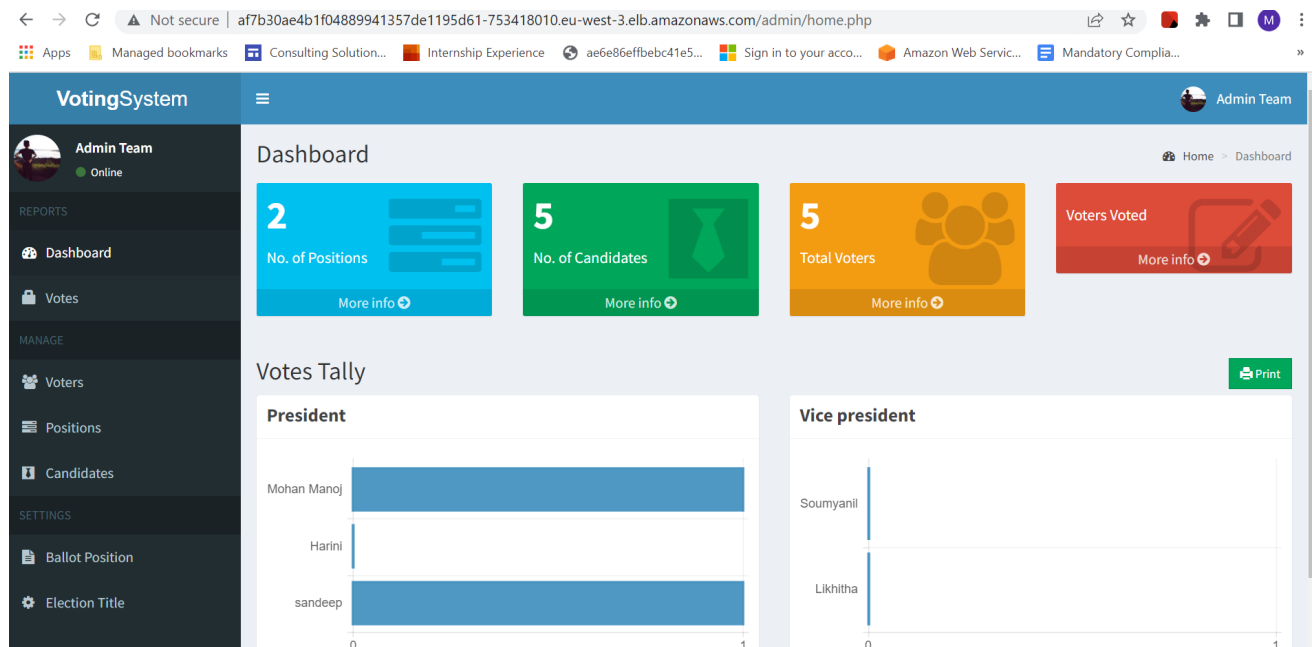 Not secure | af7b30ae4b1f04889941357de1195d61-753418010.eu-west-3.elb.amazonaws.com/admin/home.php M
Apps Managed bookmarks Consulting Solution... Internship Experience ae6e86effbebc41e5... Sign in to your acco... Amazon Web Servic... Mandatory Complia... »
VotingSystem Admin Team
Admin Team
Online
REPORTS
Dashboard
Votes
MANAGE
Voters
Positions
Candidates
SETTINGS
Ballot Position
Election Title
Dashboard Home > Dashboard
2
No. of Positions
More info
5
No. of Candidates
More info
5
Total Voters
More info
Voters Voted
More info
Votes Tally Print
President
Mohan Manoj
Harini
sandeep
0 1
Vice president
Soumyanil
Likhitha
0 1